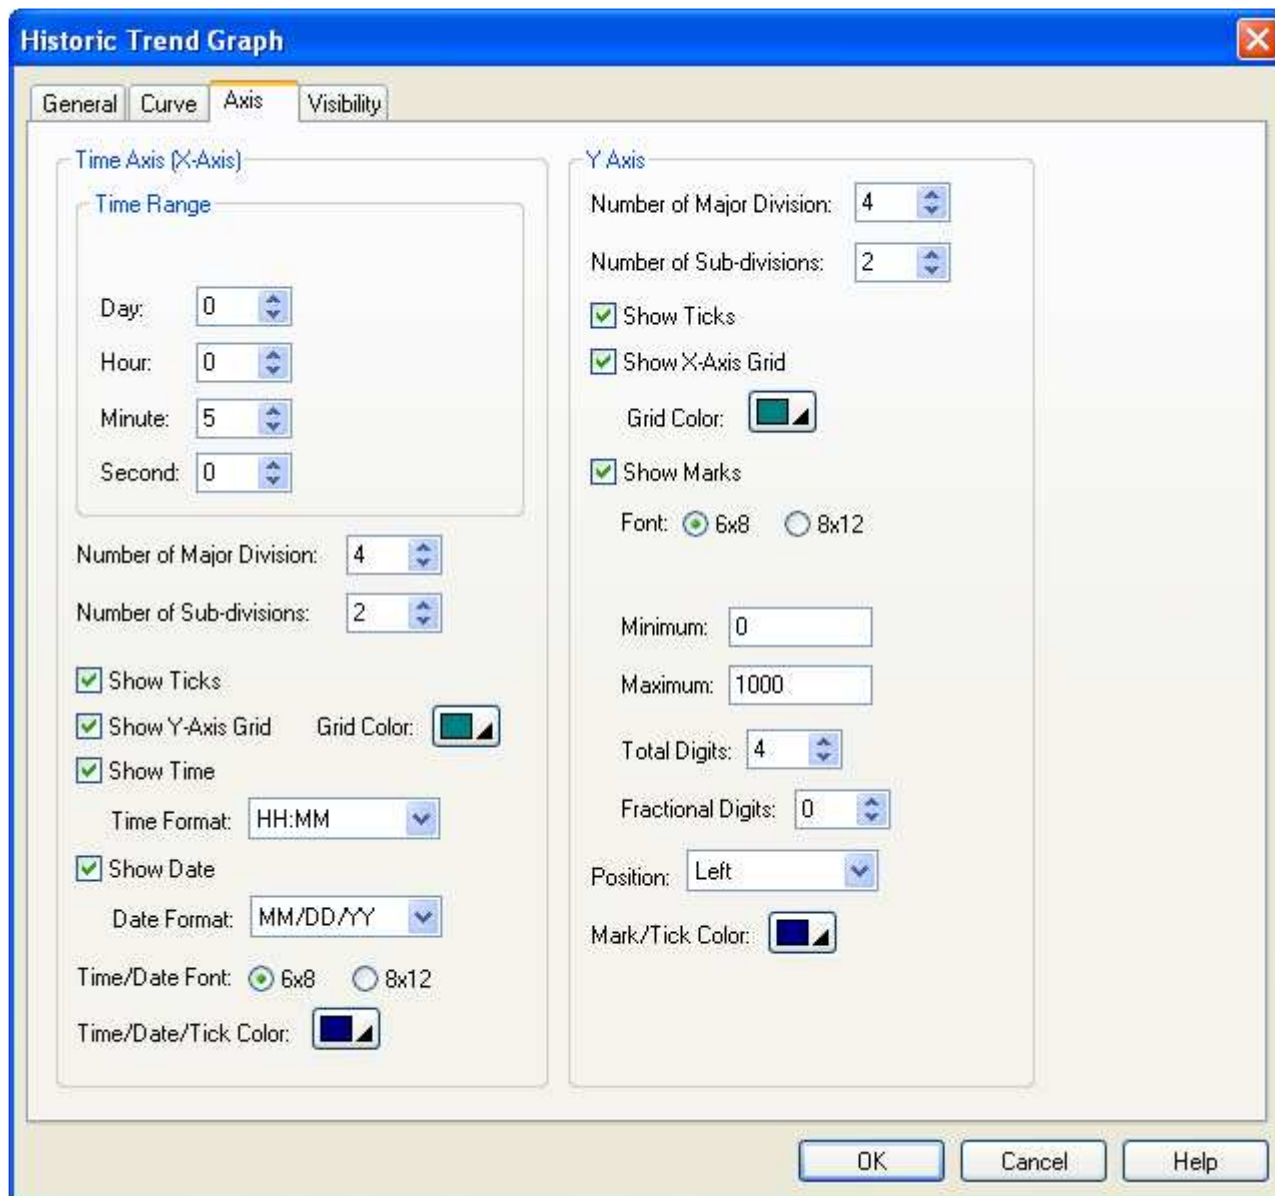 Historic Trend Graph
General Curve Axis Visibility
Time Axis (X-Axis)
Time Range
Day: 0
Hour: 0
Minute: 5
Second: 0
Number of Major Division: 4
Number of Sub-divisions: 2
Show Ticks
Show Y-Axis Grid Grid Color:
Show Time
Time Format: HH:MM
Show Date
Date Format: MM/DD/YY
Time/Date Font: 6x8 8x12
Time/Date/Tick Color:
Y Axis
Number of Major Division: 4
Number of Sub-divisions: 2
Show Ticks
Show X-Axis Grid
Grid Color:
Show Marks
Font: 6x8 8x12
Minimum: 0
Maximum: 1000
Total Digits: 4
Fractional Digits: 0
Position: Left
Mark/Tick Color:
OK Cancel Help